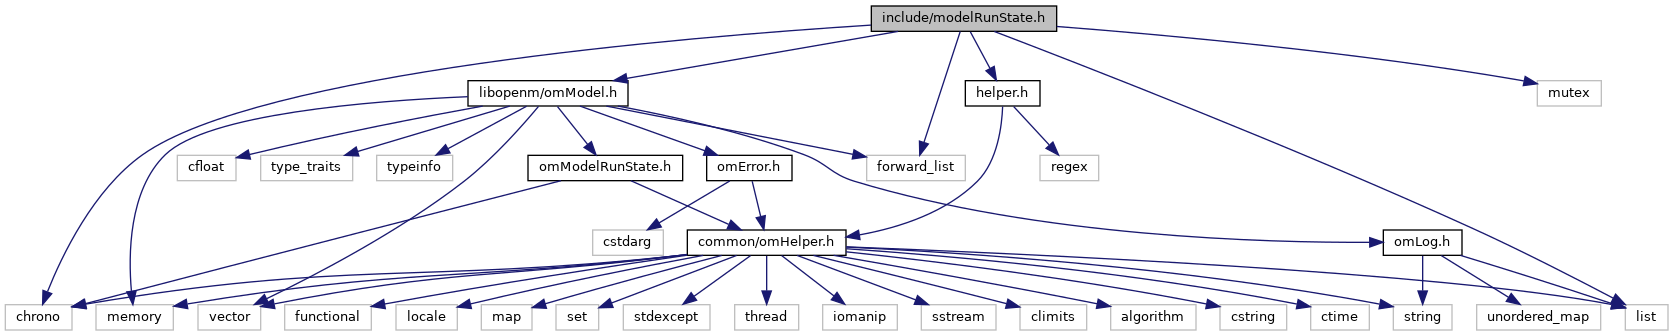 include/modelRunState.h
libopenm/omModel.h
helper.h
mutex
cfloat
type_traits
typeinfo
omModelRunState.h
omError.h
forward_list
regex
cstdarg
common/omHelper.h
omLog.h
chrono
memory
vector
functional
locale
map
set
stdexcept
thread
iomanip
sstream
climits
algorithm
cstring
ctime
string
unordered_map
list